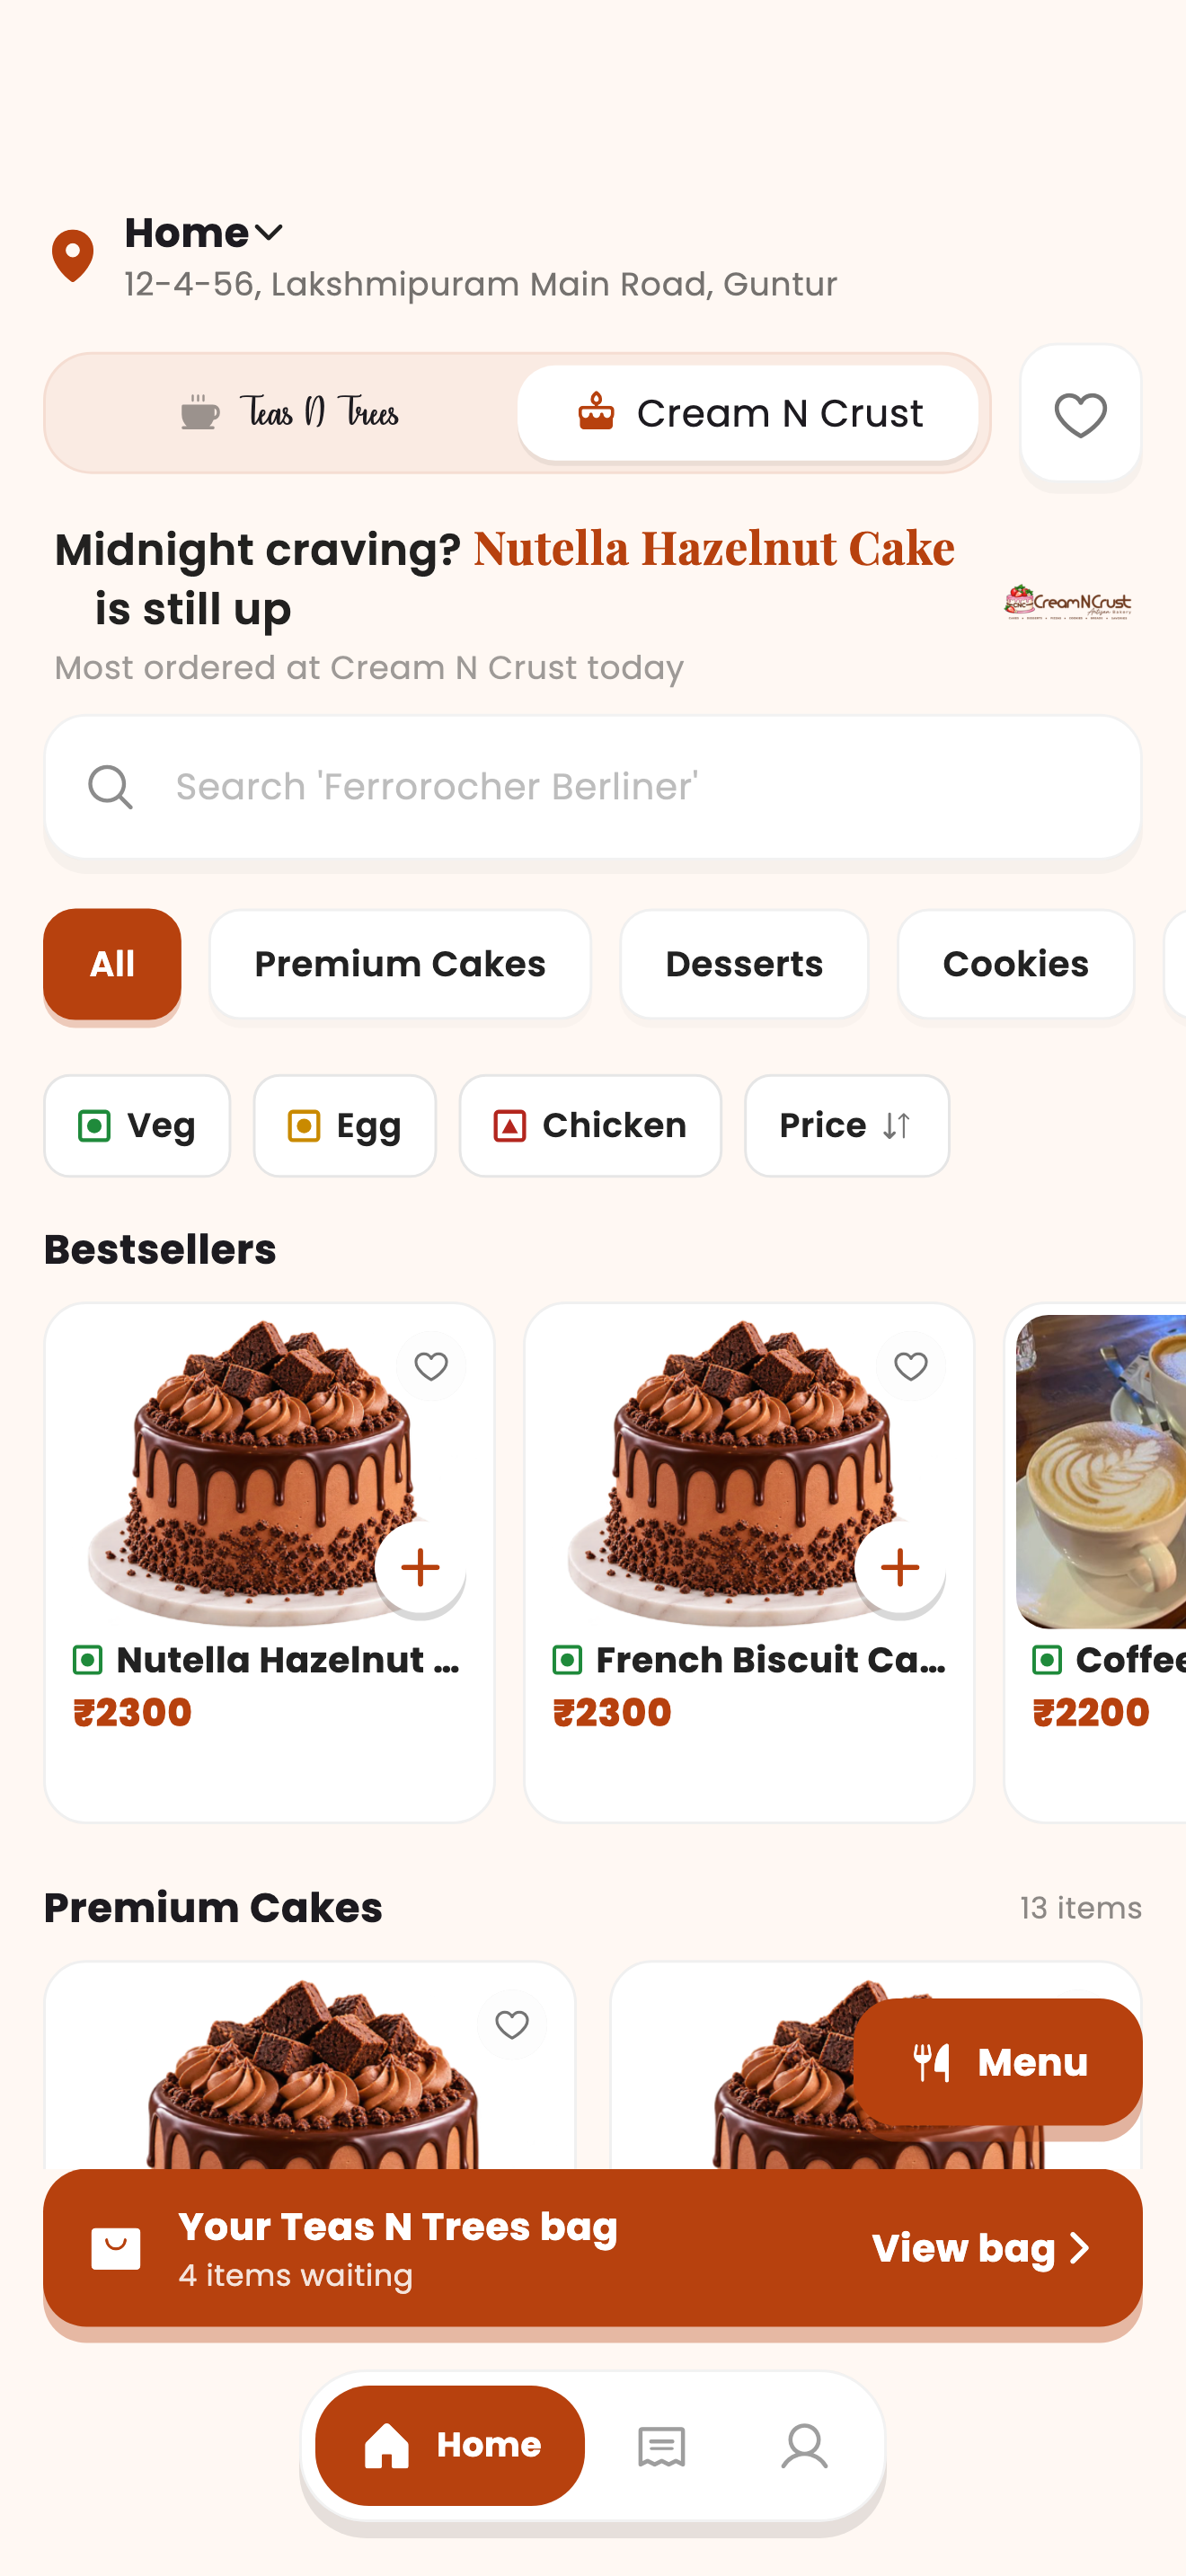 Home
12-4-56, Lakshmipuram Main Road, Guntur
Teas N Trees
Cream N Crust
Midnight craving? Nutella Hazelnut Cake
is still up
CreamNCrust
Most ordered at Cream N Crust today
Search 'Ferrorocher Berliner'
All
Premium Cakes
Desserts
Cookies
Veg
Egg
Chicken
Price
Bestsellers
Nutella Hazelnut ...
₹2300
French Biscuit Ca...
₹2300
Coffee
₹2200
Premium Cakes
13 items
Menu
Your Teas N Trees bag
4 items waiting
View bag
Home